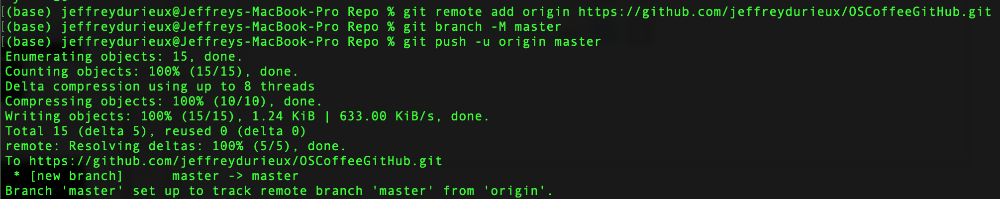 [(base) jeffreydurieux@Jeffreys-MacBook-Pro Repo % git remote add origin https://github.com/jeffreydurieux/OSCoffeeGitHub.git
[(base) jeffreydurieux@Jeffreys-MacBook-Pro Repo % git branch -M master
[(base) jeffreydurieux@Jeffreys-MacBook-Pro Repo % git push -u origin master
Enumerating objects: 15, done.
Counting objects: 100% (15/15), done.
Delta compression using up to 8 threads
Compressing objects: 100% (10/10), done.
Writing objects: 100% (15/15), 1.24 KiB | 633.00 KiB/s, done.
Total 15 (delta 5), reused 0 (delta 0)
remote: Resolving deltas: 100% (5/5), done.
To https://github.com/jeffreydurieux/OSCoffeeGitHub.git
 * [new branch]      master -> master
Branch 'master' set up to track remote branch 'master' from 'origin'.